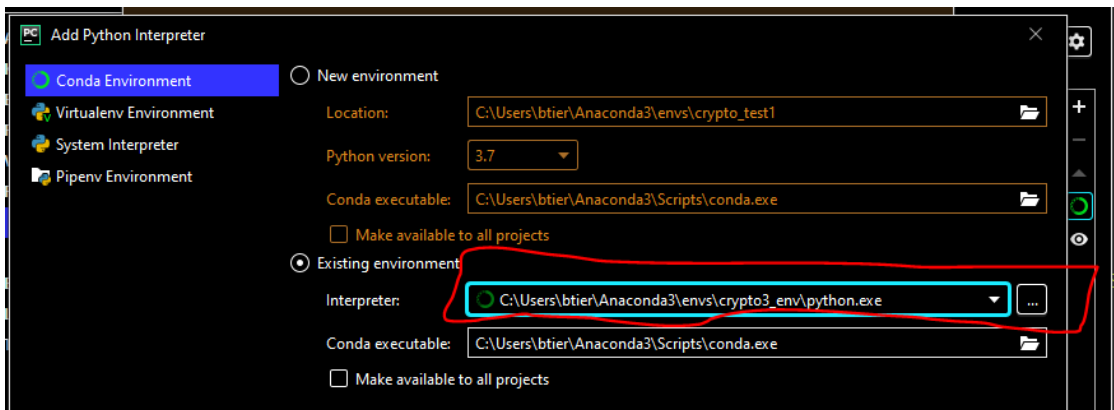 PC Add Python Interpreter
Conda Environment
Virtualenv Environment
System Interpreter
Pipenv Environment
New environment
Location: C:\Users\btier\Anaconda3\envs\crypto_test1
Python version: 3.7
Conda executable: C:\Users\btier\Anaconda3\Scripts\conda.exe
Make available to all projects
Existing environment
Interpreter: C:\Users\btier\Anaconda3\envs\crypto3_env\python.exe ...
Conda executable: C:\Users\btier\Anaconda3\Scripts\conda.exe
Make available to all projects